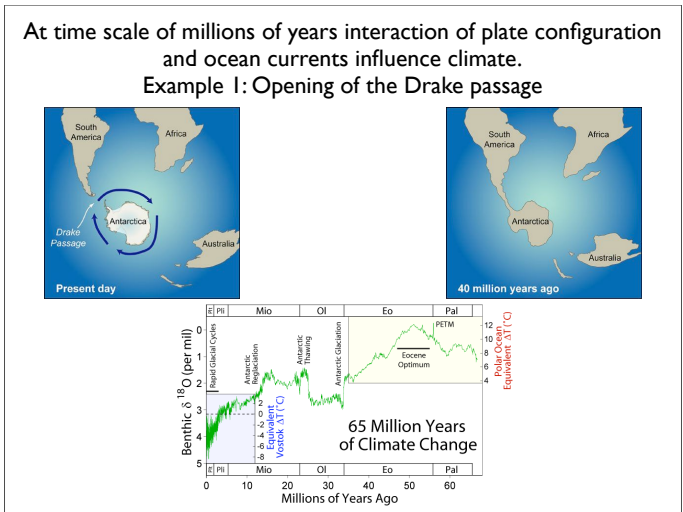 At time scale of millions of years interaction of plate configuration
and ocean currents influence climate.
Example 1: Opening of the Drake passage
South
America
Africa
Antarctica
Drake
Passage
Australia
Present day
South
America
Africa
Antarctica
Australia
40 million years ago
Plt Pli Mio Ol Eo Pal
Benthic δ 18O (per mil)
0
1
2
3
4
5
Rapid Glacial Cycles
Antarctic
Reglaciation
Antarctic
Thawing
Antarctic Glaciation
Eocene
Optimum
PETM
12
10
8
6
4
Polar Ocean
Equivalent ΔT (°C)
2
0
-2
-4
-6
-8
Equivalent
Vostok ΔT (°C)
65 Million Years
of Climate Change
Pli Mio Ol Eo Pal
0 10 20 30 40 50 60
Millions of Years Ago